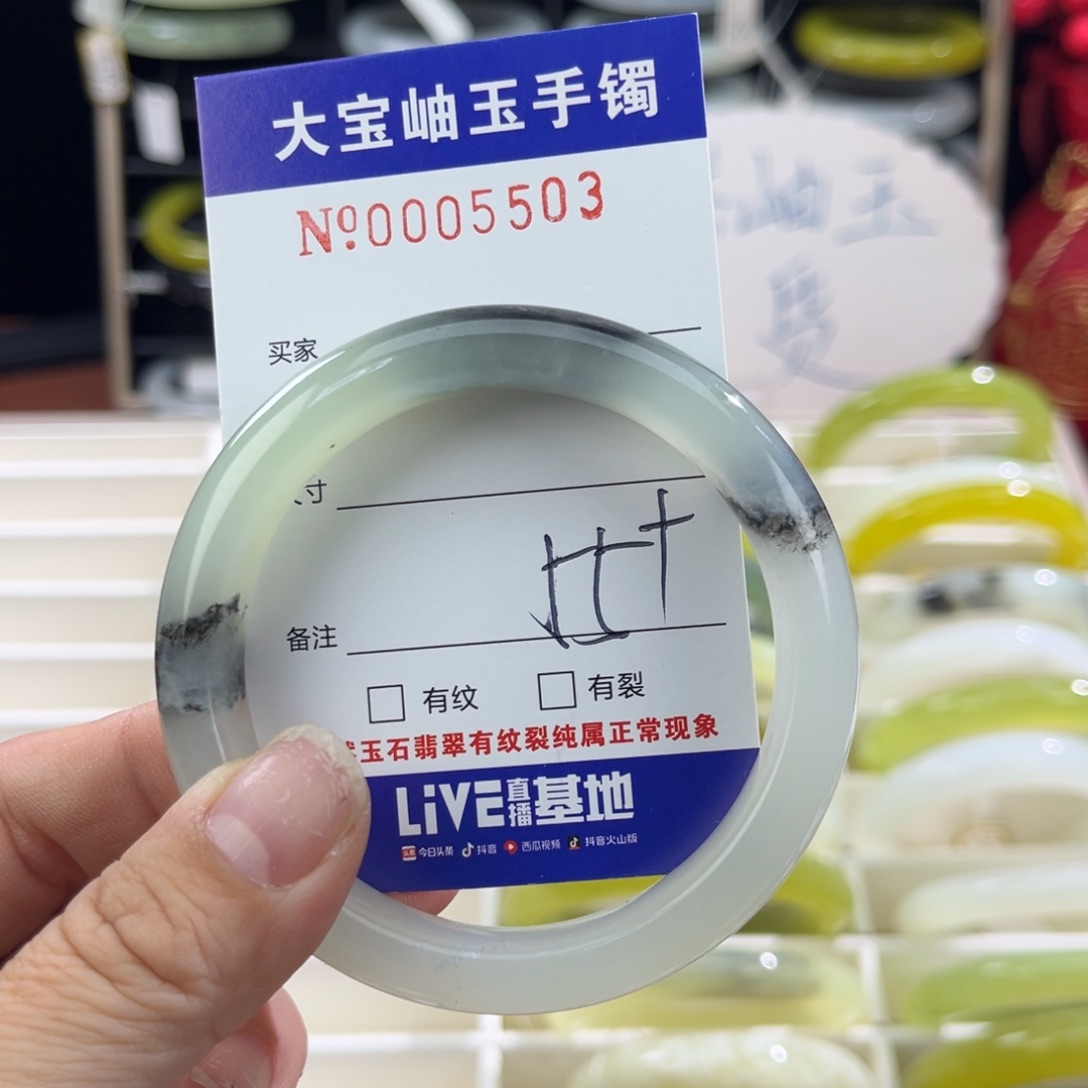 大宝岫玉手镯
№0005503
岫玉
买家
寸
备注
□ 有纹 □ 有裂
玉石翡翠有纹裂纯属正常现象
LiVE直播基地
今日头条 抖音 西瓜视频 抖音火山版